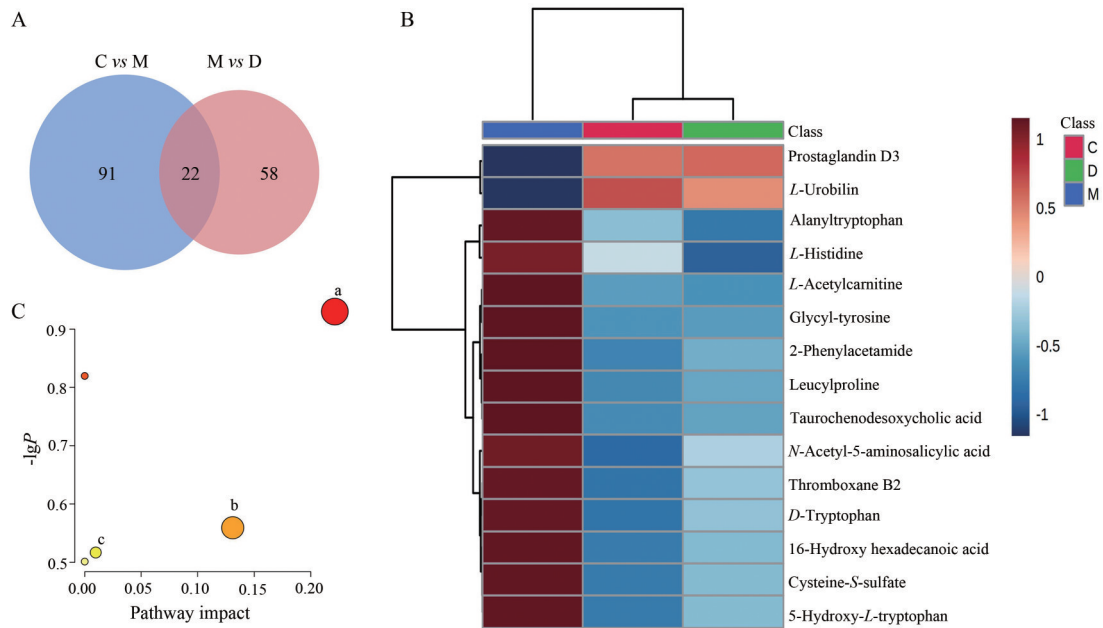 A
C vs M
M vs D
91
22
58
B
Class
Prostaglandin D3
L-Urobilin
Alanyltryptophan
L-Histidine
L-Acetylcarnitine
Glycyl-tyrosine
2-Phenylacetamide
Leucylproline
Taurochendesoxycholic acid
N-Acetyl-5-aminosalicylic acid
Thromboxane B2
D-Tryptophan
16-Hydroxy hexadecanoic acid
Cysteine-S-sulfate
5-Hydroxy-L-tryptophan
1
0.5
0
-0.5
-1
Class
C
D
M
C
a
b
c
0.9
0.8
0.7
0.6
0.5
-lgP
0.00
0.05
0.10
0.15
0.20
Pathway impact